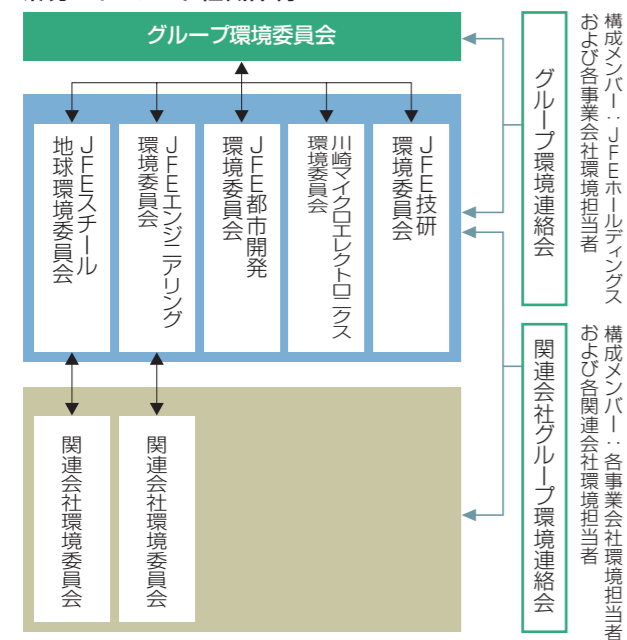 グループ環境委員会
JFEスチール
地球環境委員会
JFEエンジニアリング
環境委員会
JFE都市開発
環境委員会
川崎マイクロエレクトロニクス
環境委員会
JFE技研
環境委員会
関連会社環境委員会
関連会社環境委員会
グループ環境連絡会
構成メンバー：JFEホールディングス
および各事業会社環境担当者
関連会社グループ環境連絡会
構成メンバー：各事業会社環境担当者
および各関連会社環境担当者